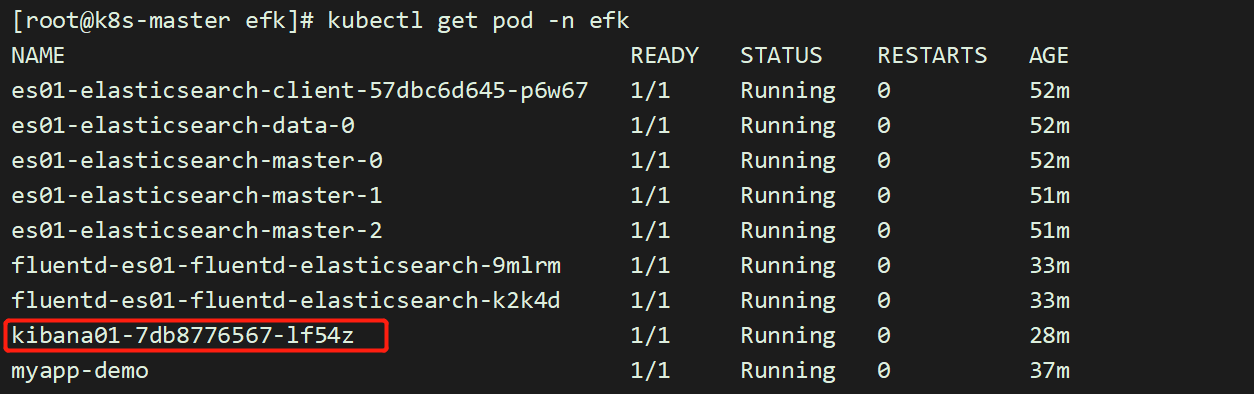 [root@k8s-master efk]# kubectl get pod -n efk
NAME READY STATUS RESTARTS AGE
es01-elasticsearch-client-57dbc6d645-p6w67 1/1 Running 0 52m
es01-elasticsearch-data-0 1/1 Running 0 52m
es01-elasticsearch-master-0 1/1 Running 0 52m
es01-elasticsearch-master-1 1/1 Running 0 51m
es01-elasticsearch-master-2 1/1 Running 0 51m
fluentd-es01-fluentd-elasticsearch-9mlrm 1/1 Running 0 33m
fluentd-es01-fluentd-elasticsearch-k2k4d 1/1 Running 0 33m
kibana01-7db8776567-lf54z 1/1 Running 0 28m
myapp-demo 1/1 Running 0 37m